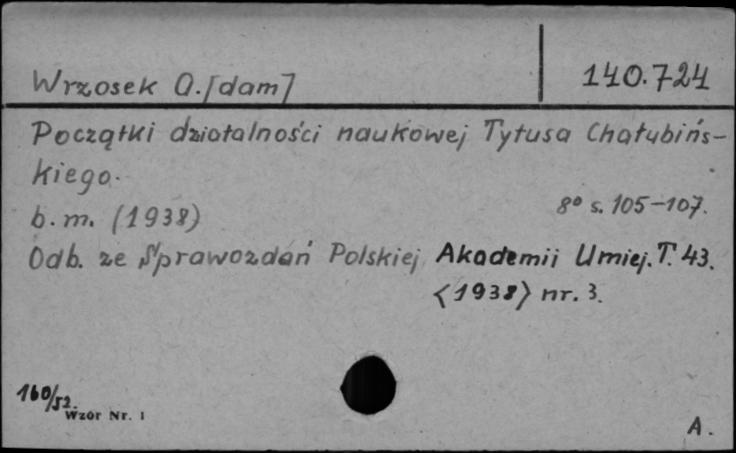 Wrzosek A.[dam] 140.724
Początki działalności naukowej Tytusa Chałubińs-
kiego.
b.m. (1938) 8° s. 105-107.
Odb. ze Sprawozdań Polskiej Akademii Umiej. T. 43.
<1938> nr. 3.
160/52.
Wzór Nr. 1
A.